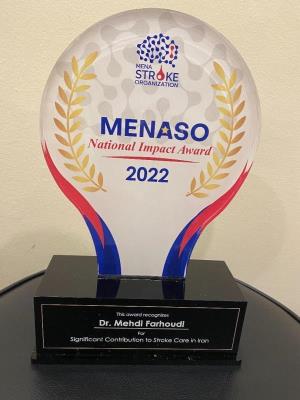 MENA
STROKE
ORGANIZATION
MENASO
National Impact Award
2022
This award recognizes
Dr. Mehdi Farhoudi
For
Significant Contribution to Stroke Care in Iran